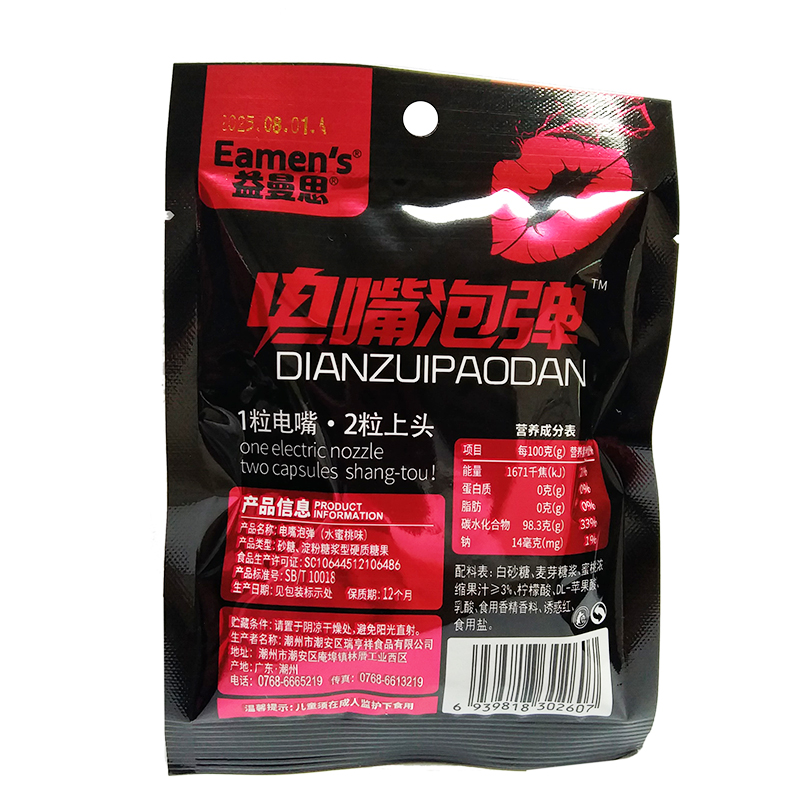 2025.08.01.A
Eamen's®
益曼思®
电嘴泡弹™
DIANZUIPAODAN
1粒电嘴·2粒上头
one electric nozzle
two capsules shang-tou!
营养成分表
项目 每100克(g)
能量 1671千焦(kJ)
蛋白质 0克(g) 0%
脂肪 0克(g) 0%
碳水化合物 98.3克(g) 33%
钠 14毫克(mg) 1%
产品信息 PRODUCT INFORMATION
产品名称: 电嘴泡弹 (水蜜桃味)
产品类型: 砂糖、淀粉糖浆型硬质糖果
食品生产许可证: SC10644512106486
产品标准号: SB/T 10018
生产日期: 见包装标示处 保质期: 12个月
配料表: 白砂糖、麦芽糖浆、蜜桃浓
缩果汁≥3%、柠檬酸、DL-苹果酸、
乳酸、食用香精香料、诱惑红、
食用盐。
贮藏条件: 请置于阴凉干燥处,避免阳光直射。
生产者名称: 潮州市潮安区瑞亨祥食品有限公司
地址: 潮州市潮安区庵埠镇林厝工业西区
产地: 广东·潮州
电话: 0768-6665219 传真: 0768-6613219
温馨提示: 儿童须在成人监护下食用
6 939818 302607